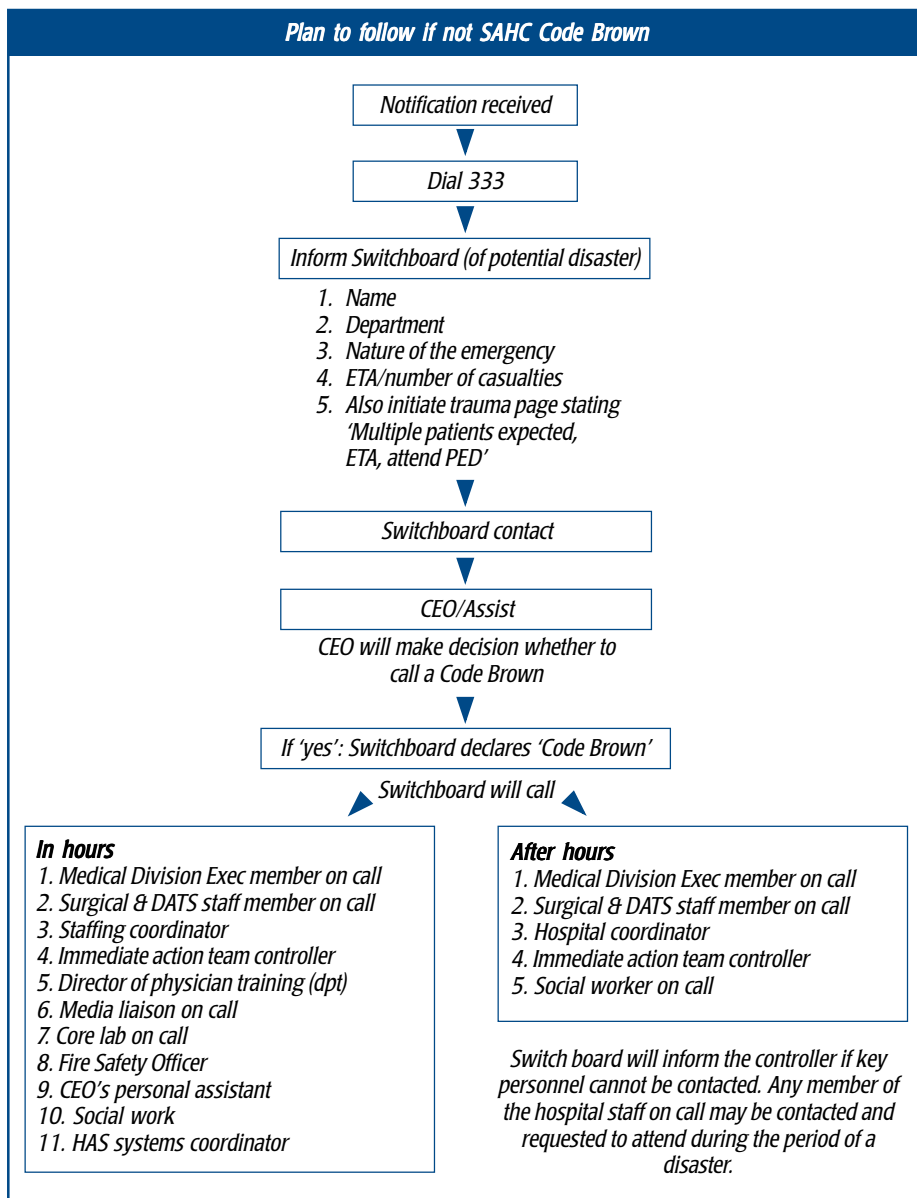 Plan to follow if not SAHC Code Brown
Notification received
Dial 333
Inform Switchboard (of potential disaster)
1. Name
2. Department
3. Nature of the emergency
4. ETA/number of casualties
5. Also initiate trauma page stating
‘Multiple patients expected,
ETA, attend PED’
Switchboard contact
CEO/Assist
CEO will make decision whether to
call a Code Brown
If ‘yes’: Switchboard declares ‘Code Brown’
Switchboard will call
In hours
1. Medical Division Exec member on call
2. Surgical & DATS staff member on call
3. Staffing coordinator
4. Immediate action team controller
5. Director of physician training (dpt)
6. Media liaison on call
7. Core lab on call
8. Fire Safety Officer
9. CEO’s personal assistant
10. Social work
11. HAS systems coordinator
After hours
1. Medical Division Exec member on call
2. Surgical & DATS staff member on call
3. Hospital coordinator
4. Immediate action team controller
5. Social worker on call
Switch board will inform the controller if key
personnel cannot be contacted. Any member of
the hospital staff on call may be contacted and
requested to attend during the period of a
disaster.